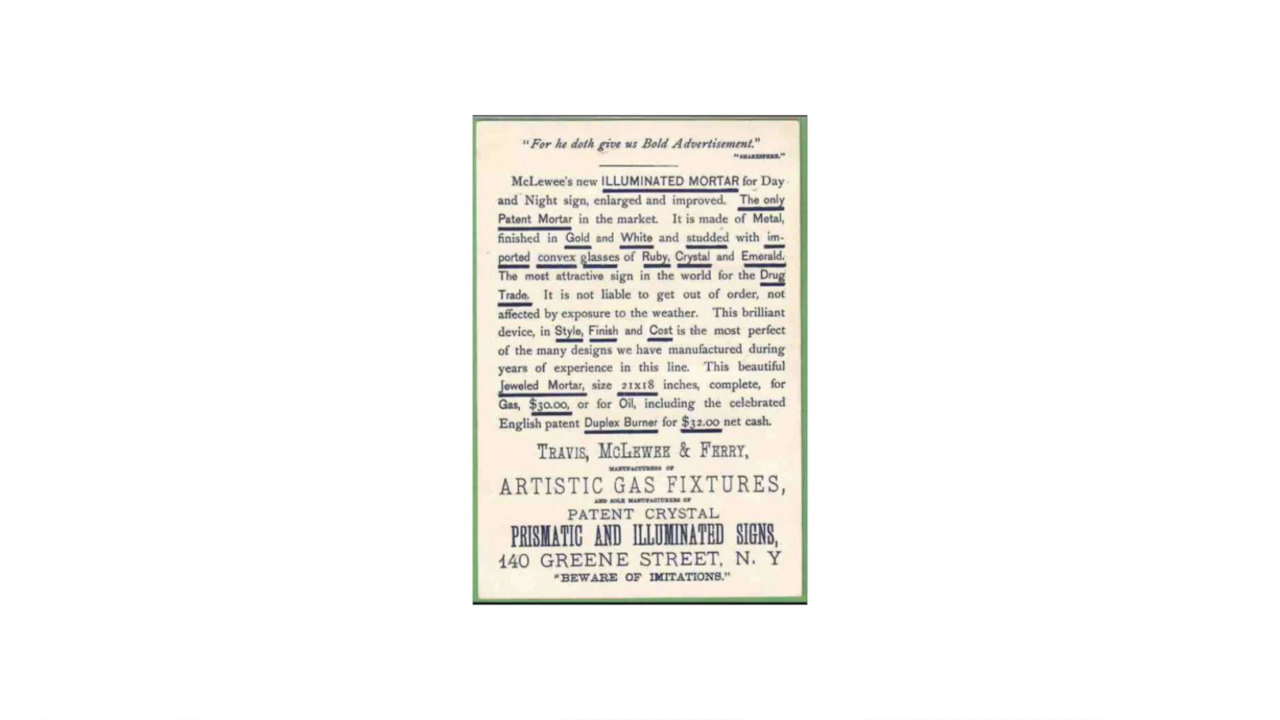 "For he doth give us Bold Advertisement."
"SHAKESPERE."
McLewee's new ILLUMINATED MORTAR for Day
and Night sign, enlarged and improved. The only
Patent Mortar in the market. It is made of Metal,
finished in Gold and White and studded with im-
ported convex glasses of Ruby, Crystal and Emerald.
The most attractive sign in the world for the Drug
Trade. It is not liable to get out of order, not
affected by exposure to the weather. This brilliant
device, in Style, Finish and Cost is the most perfect
of the many designs we have manufactured during
years of experience in this line. This beautiful
Jeweled Mortar, size 21x18 inches, complete, for
Gas, $30.00, or for Oil, including the celebrated
English patent Duplex Burner for $32.00 net cash.
TRAVIS, MCLEWEE & FERRY,
MANUFACTURERS OF
ARTISTIC GAS FIXTURES,
AND SOLE MANUFACTURERS OF
PATENT CRYSTAL
PRISMATIC AND ILLUMINATED SIGNS,
140 GREENE STREET, N. Y
"BEWARE OF IMITATIONS."